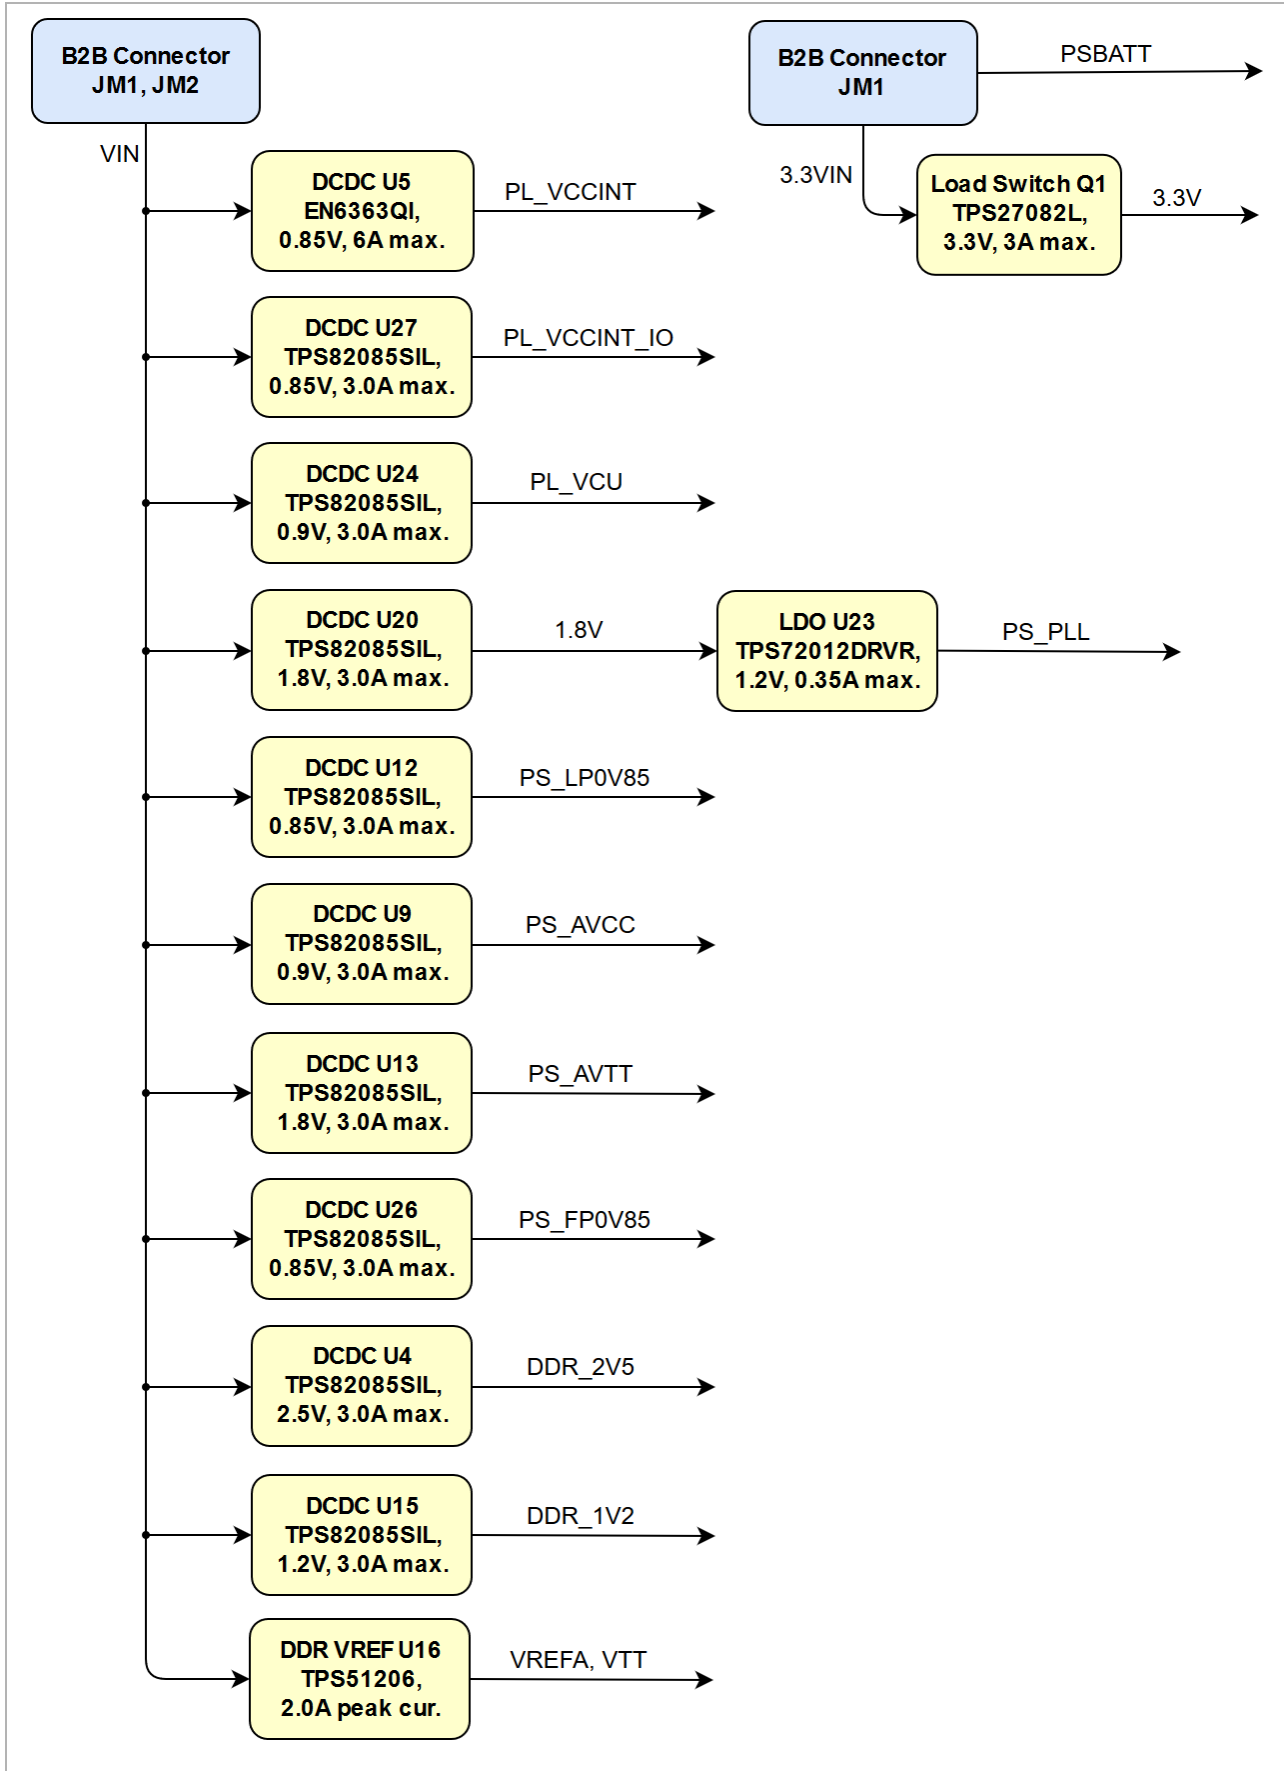 B2B Connector
JM1, JM2
VIN
DCDC U5
EN6363QI,
0.85V, 6A max.
PL_VCCINT
DCDC U27
TPS82085SIL,
0.85V, 3.0A max.
PL_VCCINT_IO
DCDC U24
TPS82085SIL,
0.9V, 3.0A max.
PL_VCU
DCDC U20
TPS82085SIL,
1.8V, 3.0A max.
1.8V
LDO U23
TPS72012DRVR,
1.2V, 0.35A max.
PS_PLL
DCDC U12
TPS82085SIL,
0.85V, 3.0A max.
PS_LP0V85
DCDC U9
TPS82085SIL,
0.9V, 3.0A max.
PS_AVCC
DCDC U13
TPS82085SIL,
1.8V, 3.0A max.
PS_AVTT
DCDC U26
TPS82085SIL,
0.85V, 3.0A max.
PS_FP0V85
DCDC U4
TPS82085SIL,
2.5V, 3.0A max.
DDR_2V5
DCDC U15
TPS82085SIL,
1.2V, 3.0A max.
DDR_1V2
DDR VREF U16
TPS51206,
2.0A peak cur.
VREFA, VTT
B2B Connector
JM1
PSBATT
3.3VIN
Load Switch Q1
TPS27082L,
3.3V, 3A max.
3.3V